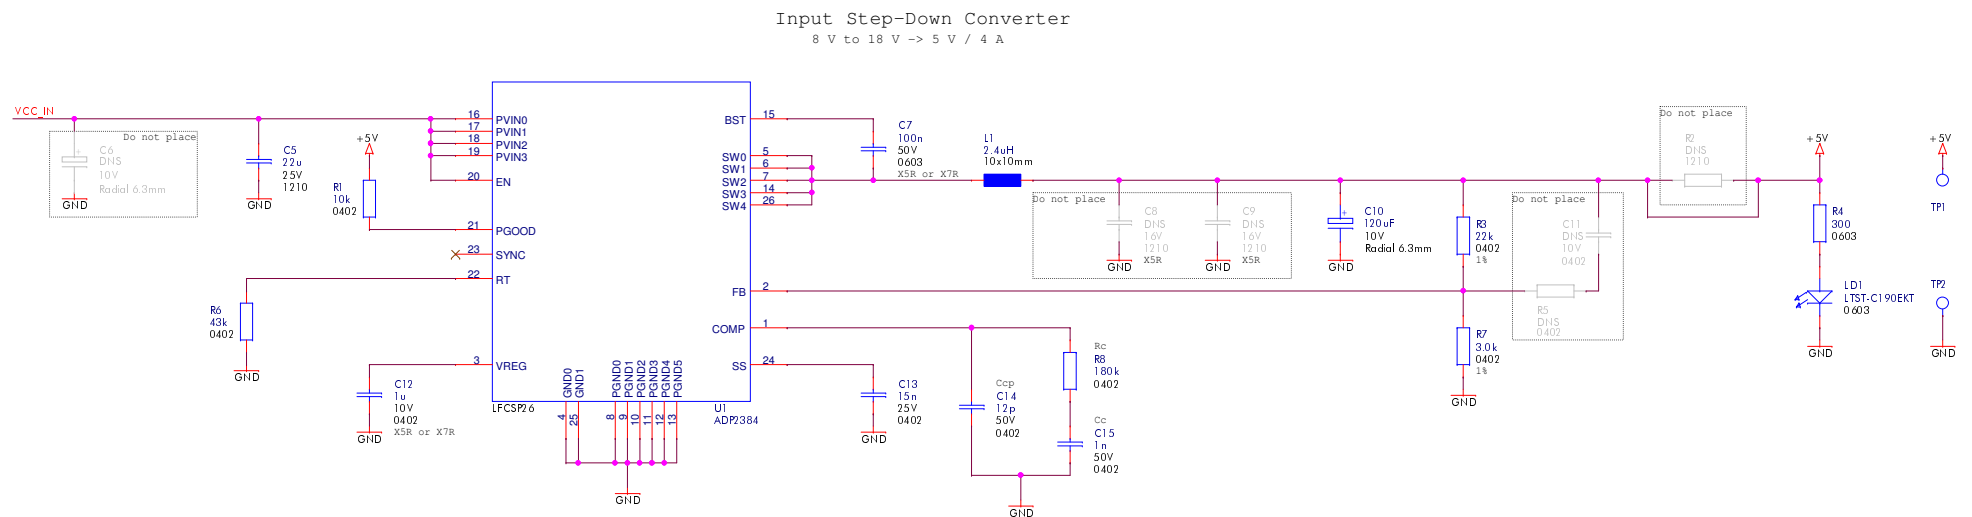 Input Step-Down Converter
8 V to 18 V -> 5 V / 4 A
VCC_IN
Do not place
C6
DNS
10V
Radial 6.3mm
GND
C5
22u
25V
1210
GND
+5V
R1
10k
0402
16
17
18
19
20
21
23
22
3
PVIN0
PVIN1
PVIN2
PVIN3
EN
PGOOD
SYNC
RT
VREG
R6
43k
0402
GND
C12
1u
10V
0402
X5R or X7R
GND
LFCSP26
GND0
GND1
PGND0
PGND1
PGND2
PGND3
PGND4
PGND5
4
25
8
9
10
11
12
13
GND
U1
ADP2384
BST
SW0
SW1
SW2
SW3
SW4
FB
COMP
SS
15
5
6
7
14
26
2
1
24
C7
100n
50V
0603
X5R or X7R
L1
2.4uH
10x10mm
C13
15n
25V
0402
GND
Ccp
C14
12p
50V
0402
Rc
R8
180k
0402
Cc
C15
1n
50V
0402
GND
Do not place
C8
DNS
16V
1210
X5R
GND
C9
DNS
16V
1210
X5R
GND
C10
120uF
10V
Radial 6.3mm
GND
R3
22k
0402
1%
R7
3.0k
0402
1%
GND
Do not place
C11
DNS
10V
0402
R5
DNS
0402
Do not place
R2
DNS
1210
+5V
R4
300
0603
LD1
LTST-C190EKT
0603
GND
+5V
TP1
TP2
GND